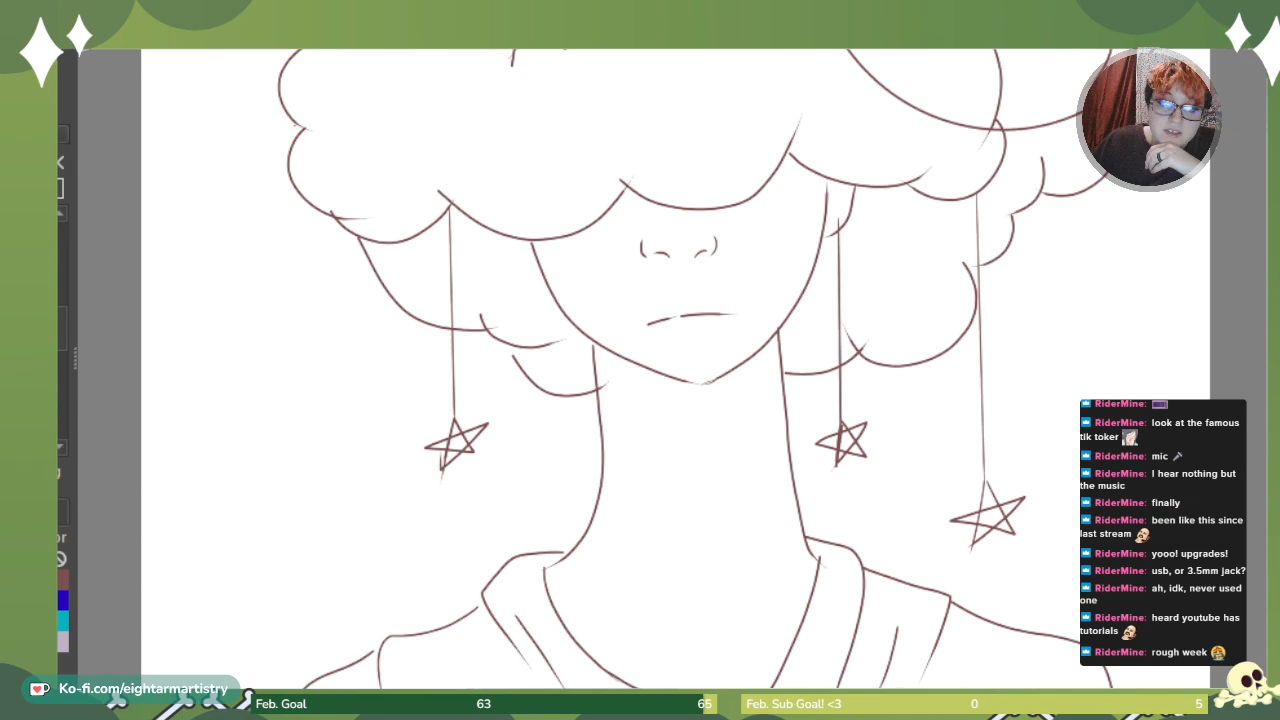 RiderMine:
RiderMine: look at the famous
tik toker
RiderMine: mic
RiderMine: I hear nothing but
the music
RiderMine: finally
RiderMine: been like this since
last stream
RiderMine: yooo! upgrades!
RiderMine: usb, or 3.5mm jack?
RiderMine: ah, idk, never used
one
RiderMine: heard youtube has
tutorials
RiderMine: rough week
or
Ko-fi.com/eightarmartistry
Feb. Goal 63 65
Feb. Sub Goal! <3 0 5